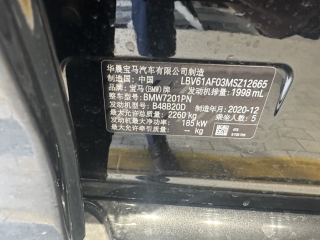 华晨宝马汽车有限公司制造
制造国：中国 LBV61AF03MSZ12665
品牌：宝马(BMW)牌 发动机排量：1998 mL
整车型号：BMW7201PN
发动机型号：B48B20D 制造年月：2020-12
最大允许总质量：2260 kg 乘坐人数：5
发动机最大净功率：185 kW
最大允许牵引质量：-- kg